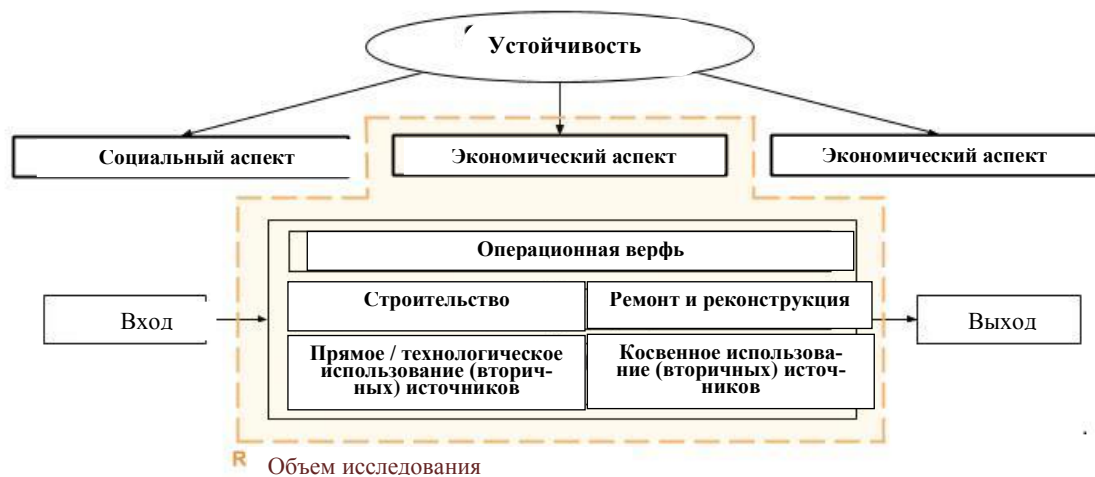 Устойчивость
Социальный аспект
Экономический аспект
Экономический аспект
Операционная верфь
Строительство
Ремонт и реконструкция
Вход
Выход
Прямое / технологическое
использование (вторич-
ных) источников
Косвенное использова-
ние (вторичных) источ-
ников
R Объем исследования